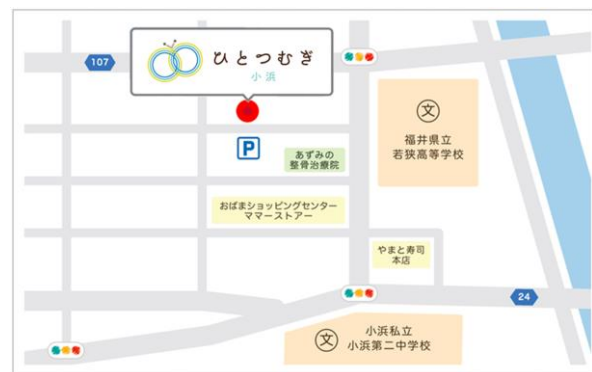 107
ひとつむぎ
小浜
文
福井県立
若狭高等学校
P
あずみの
整骨治療院
おばまショッピングセンター
ママーストアー
やまと寿司
本店
24
文
小浜私立
小浜第二中学校